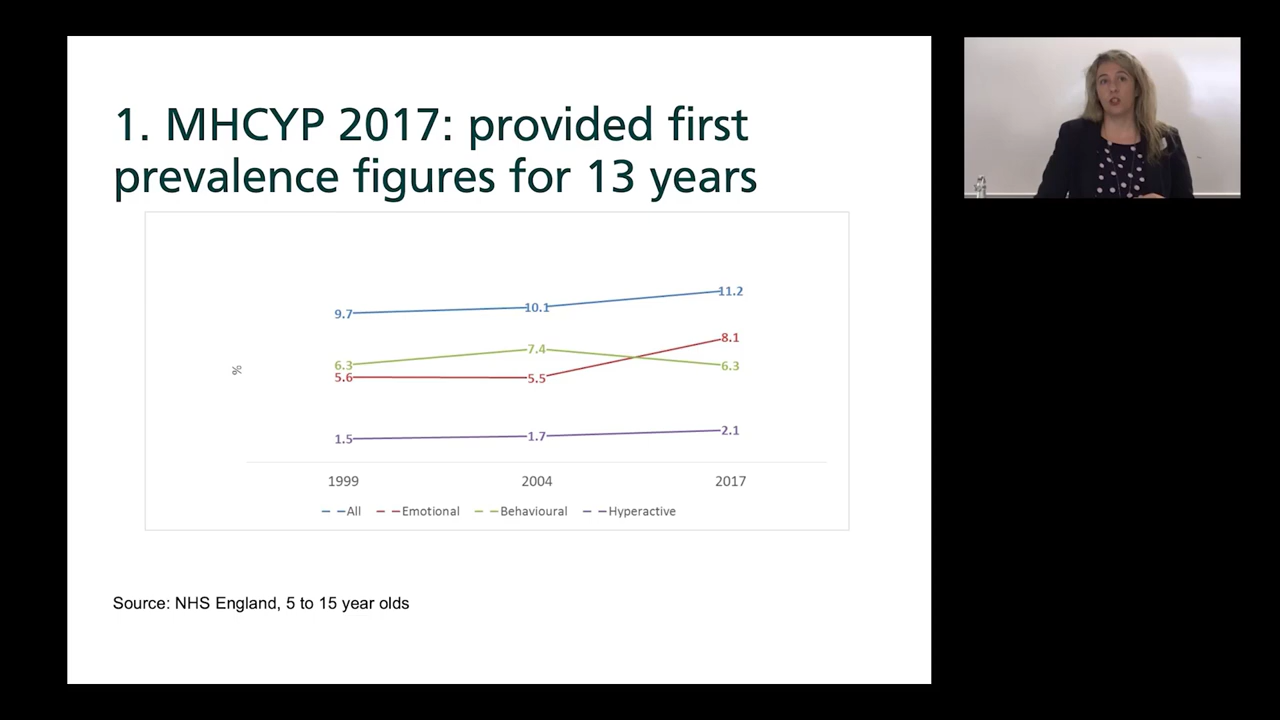 1. MHCYP 2017: provided first
prevalence figures for 13 years
11.2
10.1
9.7
8.1
7.4
6.3
6.3
5.6
5.5
2.1
1.7
1.5
%
1999 2004 2017
All Emotional Behavioural Hyperactive
Source: NHS England, 5 to 15 year olds